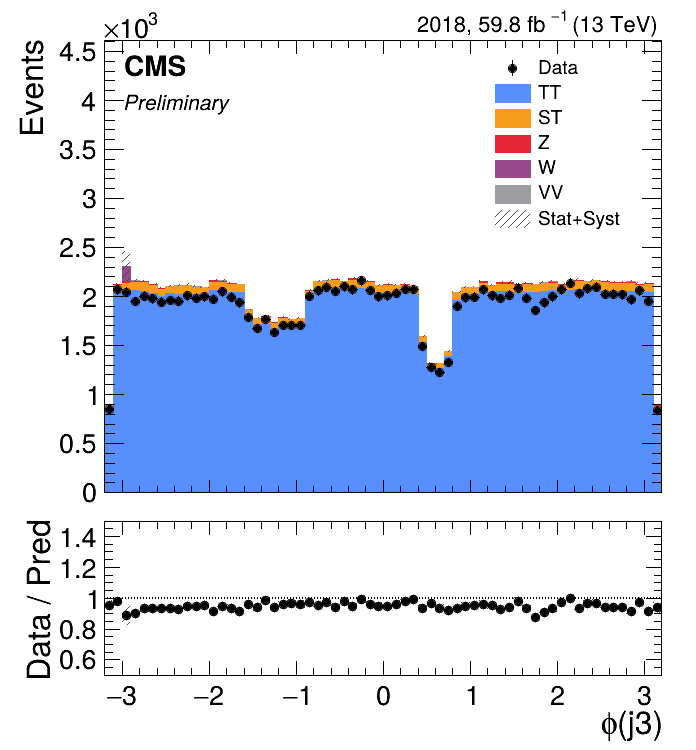 ×10³
2018, 59.8 fb ⁻¹ (13 TeV)
CMS
Preliminary
Events
4.5
4
3.5
3
2.5
2
1.5
1
0.5
0
Data
TT
ST
Z
W
VV
Stat+Syst
Data / Pred
1.4
1.2
1
0.8
0.6
−3 −2 −1 0 1 2 3
ϕ(j3)